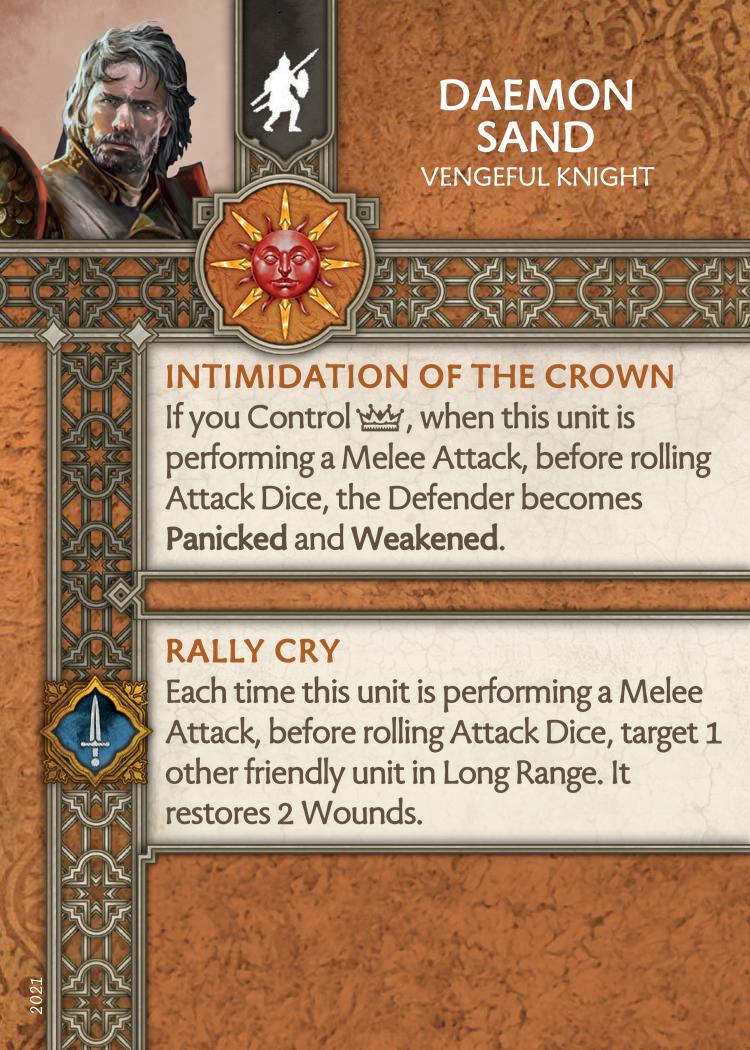 DAEMON
SAND
VENGEFUL KNIGHT
INTIMIDATION OF THE CROWN
If you Control , when this unit is
performing a Melee Attack, before rolling
Attack Dice, the Defender becomes
Panicked and Weakened.
RALLY CRY
Each time this unit is performing a Melee
Attack, before rolling Attack Dice, target 1
other friendly unit in Long Range. It
restores 2 Wounds.
2021